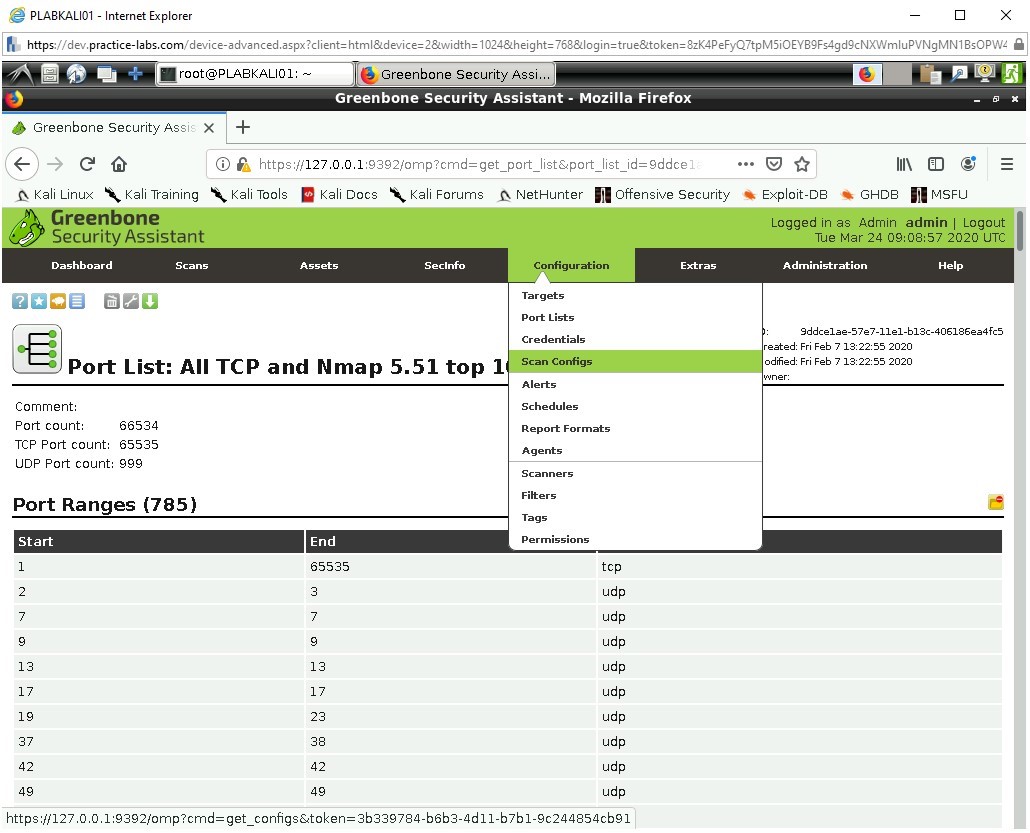 PLABKALI01 - Internet Explorer
https://dev.practice-labs.com/device-advanced.aspx?client=html&device=2&width=1024&height=768&login=true&token=
root@PLABKALI01: ~
Greenbone Security Assi...
Greenbone Security Assistant - Mozilla Firefox
Greenbone Security Assis
https://127.0.0.1:9392/omp?cmd=get_port_list&port_list_id=9ddce1a
Kali Linux Kali Training Kali Tools Kali Docs Kali Forums NetHunter Offensive Security Exploit-DB GHDB MSFU
Greenbone
Security Assistant
Logged in as Admin admin | Logout
Tue Mar 24 09:08:57 2020 UTC
Dashboard Scans Assets SecInfo Configuration Extras Administration Help
Targets
Port Lists
Credentials
Scan Configs
Alerts
Schedules
Report Formats
Agents
Scanners
Filters
Tags
Permissions
9ddce1ae-57e7-11e1-b13c-406186ea4fc5
reated: Fri Feb 7 13:22:55 2020
odified: Fri Feb 7 13:22:55 2020
wner:
Port List: All TCP and Nmap 5.51 top 10
Comment:
Port count: 66534
TCP Port count: 65535
UDP Port count: 999
Port Ranges (785)
Start End
1 65535 tcp
2 3 udp
7 7 udp
9 9 udp
13 13 udp
17 17 udp
19 23 udp
37 38 udp
42 42 udp
49 49 udp
https://127.0.0.1:9392/omp?cmd=get_configs&token=3b339784-b6b3-4d11-b7b1-9c244854cb91